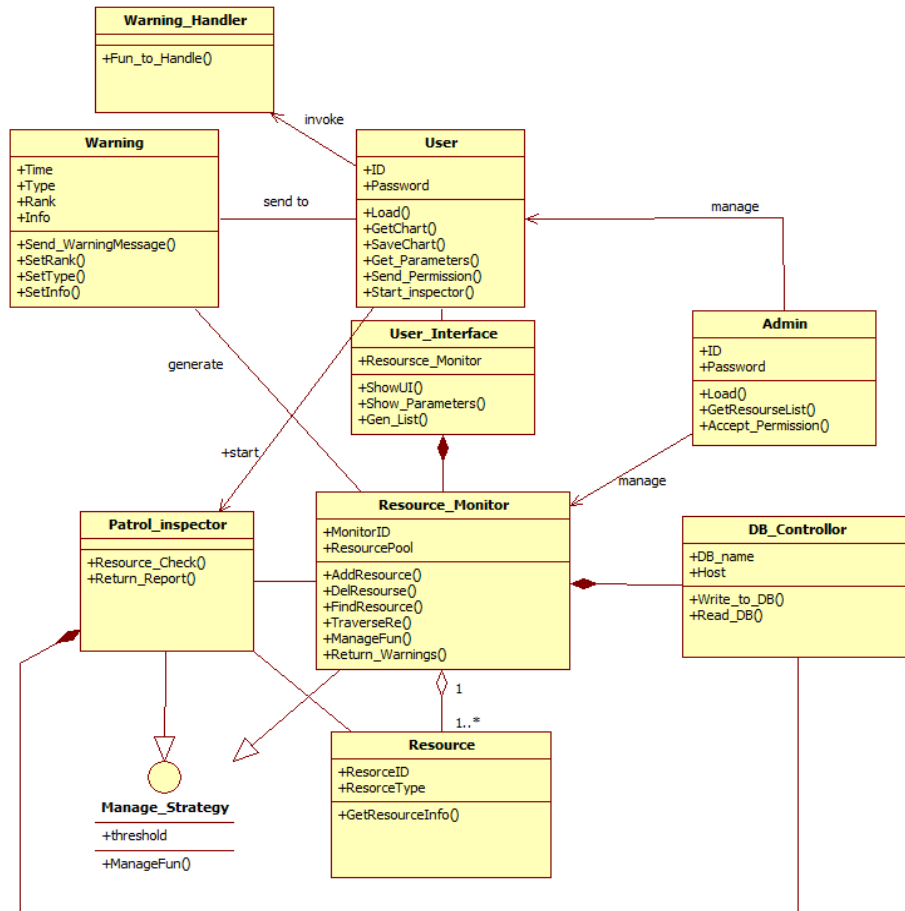 Warning_Handler
+Fun_to_Handle()
invoke
Warning
+Time
+Type
+Rank
+Info
+Send_WarningMessage()
+SetRank()
+SetType()
+SetInfo()
send to
User
+ID
+Password
+Load()
+GetChart()
+SaveChart()
+Get_Parameters()
+Send_Permission()
+Start_inspector()
manage
generate
User_Interface
+Resoursce_Monitor
+ShowUI()
+Show_Parameters()
+Gen_List()
Admin
+ID
+Password
+Load()
+GetResourseList()
+Accept_Permission()
+start
manage
Patrol_inspector
+Resource_Check()
+Return_Report()
Resource_Monitor
+MonitorID
+ResourcePool
+AddResource()
+DelResourse()
+FindResource()
+TraverseRe()
+ManageFun()
+Return_Warnings()
DB_Controllor
+DB_name
+Host
+Write_to_DB()
+Read_DB()
1
1..*
Resource
+ResorceID
+ResorceType
+GetResourceInfo()
Manage_Strategy
+threshold
+ManageFun()